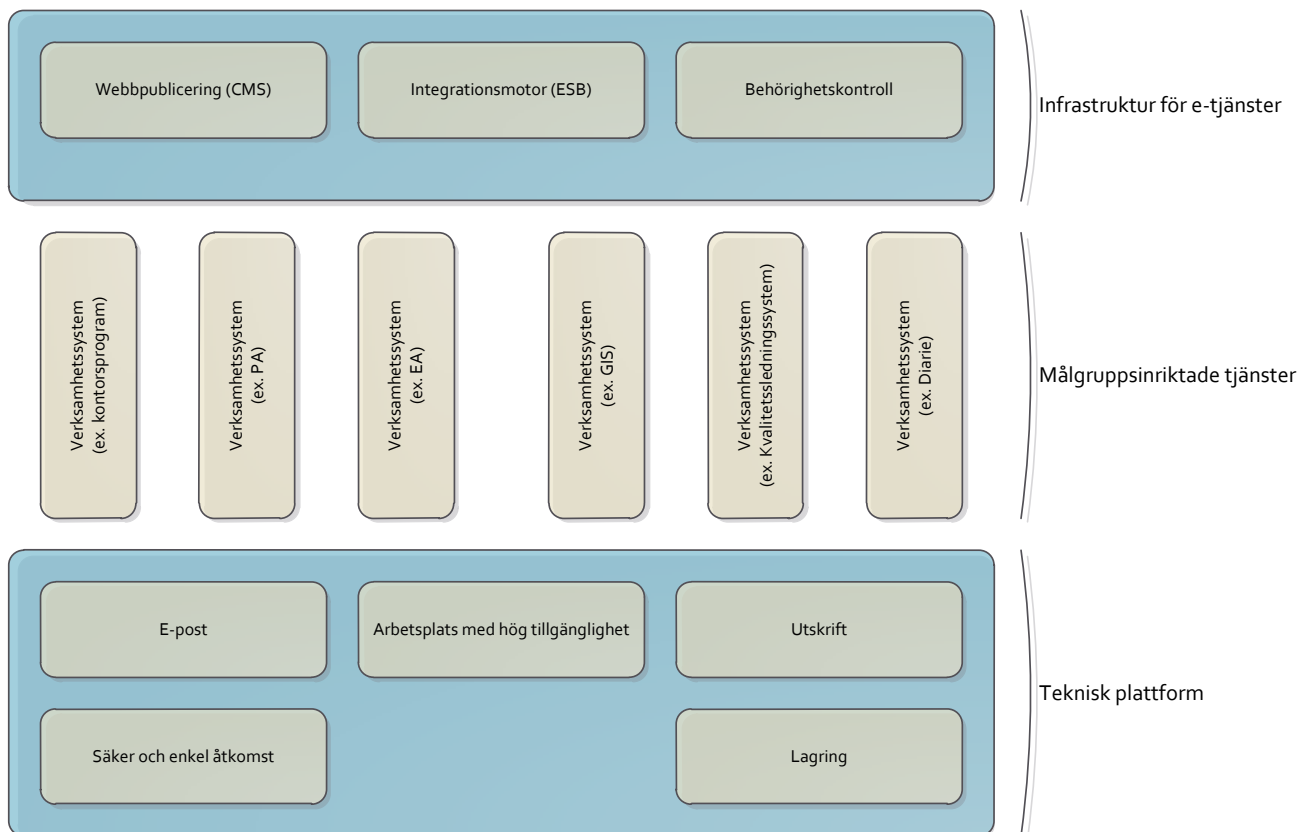 Webbpublicering (CMS)
Integrationsmotor (ESB)
Behörighetskontroll
Infrastruktur för e-tjänster
Verksamhetssystem
(ex. kontorsprogram)
Verksamhetssystem
(ex. PA)
Verksamhetssystem
(ex. EA)
Verksamhetssystem
(ex. GIS)
Verksamhetssystem
(ex. Kvalitetssledningssystem)
Verksamhetssystem
(ex. Diarie)
Målgruppsinriktade tjänster
E-post
Arbetsplats med hög tillgänglighet
Utskrift
Teknisk plattform
Säker och enkel åtkomst
Lagring